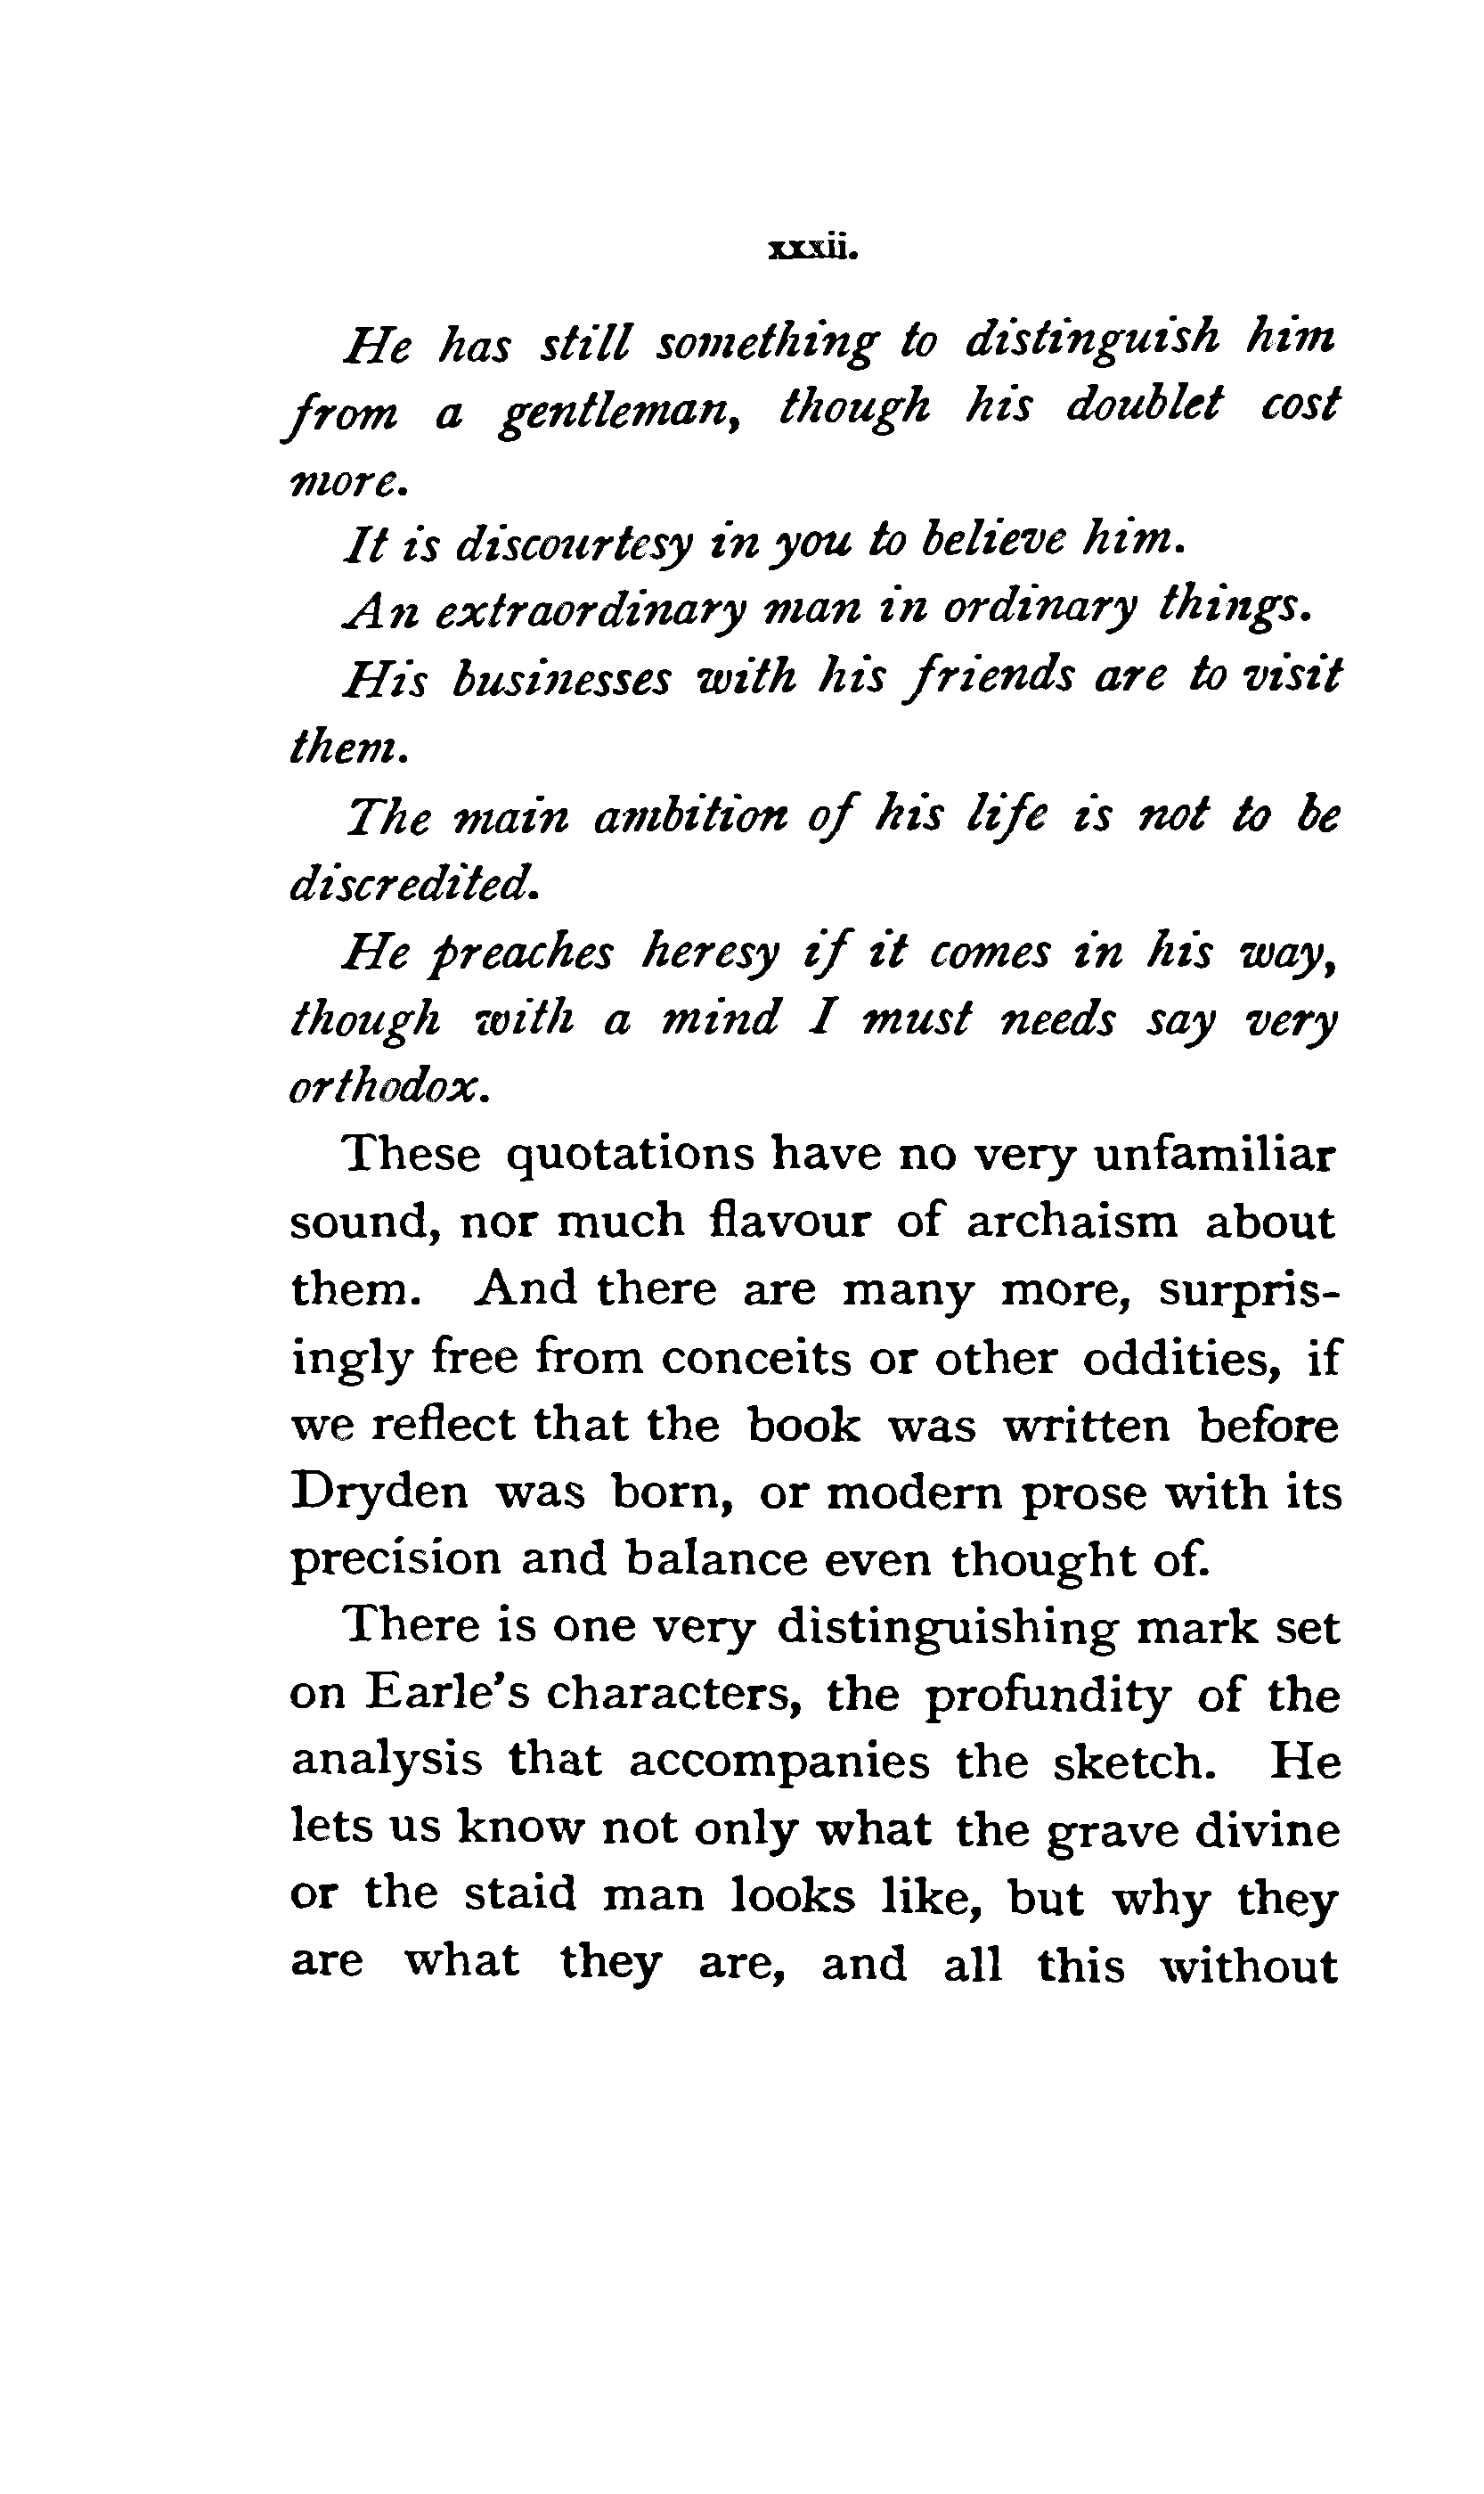 xxxii.
He has still something to distinguish him
from a gentleman, though his doublet cost
more.
It is discourtesy in you to believe him.
An extraordinary man in ordinary things.
His businesses with his friends are to visit
them.
The main ambition of his life is not to be
discredited.
He preaches heresy if it comes in his way,
though with a mind I must needs say very
orthodox.
These quotations have no very unfamiliar
sound, nor much flavour of archaism about
them. And there are many more, surpris-
ingly free from conceits or other oddities, if
we reflect that the book was written before
Dryden was born, or modern prose with its
precision and balance even thought of.
There is one very distinguishing mark set
on Earle's characters, the profundity of the
analysis that accompanies the sketch. He
lets us know not only what the grave divine
or the staid man looks like, but why they
are what they are, and all this without